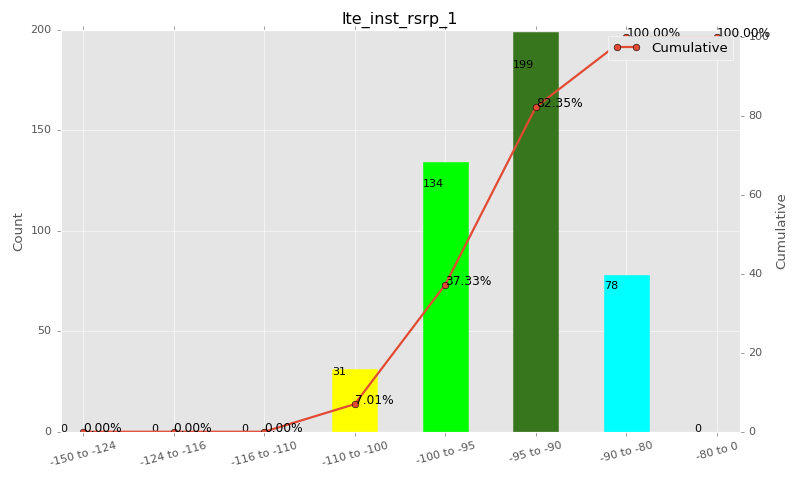 lte_inst_rsrp_1
200
150
100
50
0
Count
100
80
60
40
20
0
Cumulative
Cumulative
0
0
0
31
134
199
78
0
0.00%
0.00%
0.00%
7.01%
37.33%
82.35%
100.00%
100.00%
-150 to -124
-124 to -116
-116 to -110
-110 to -100
-100 to -95
-95 to -90
-90 to -80
-80 to 0